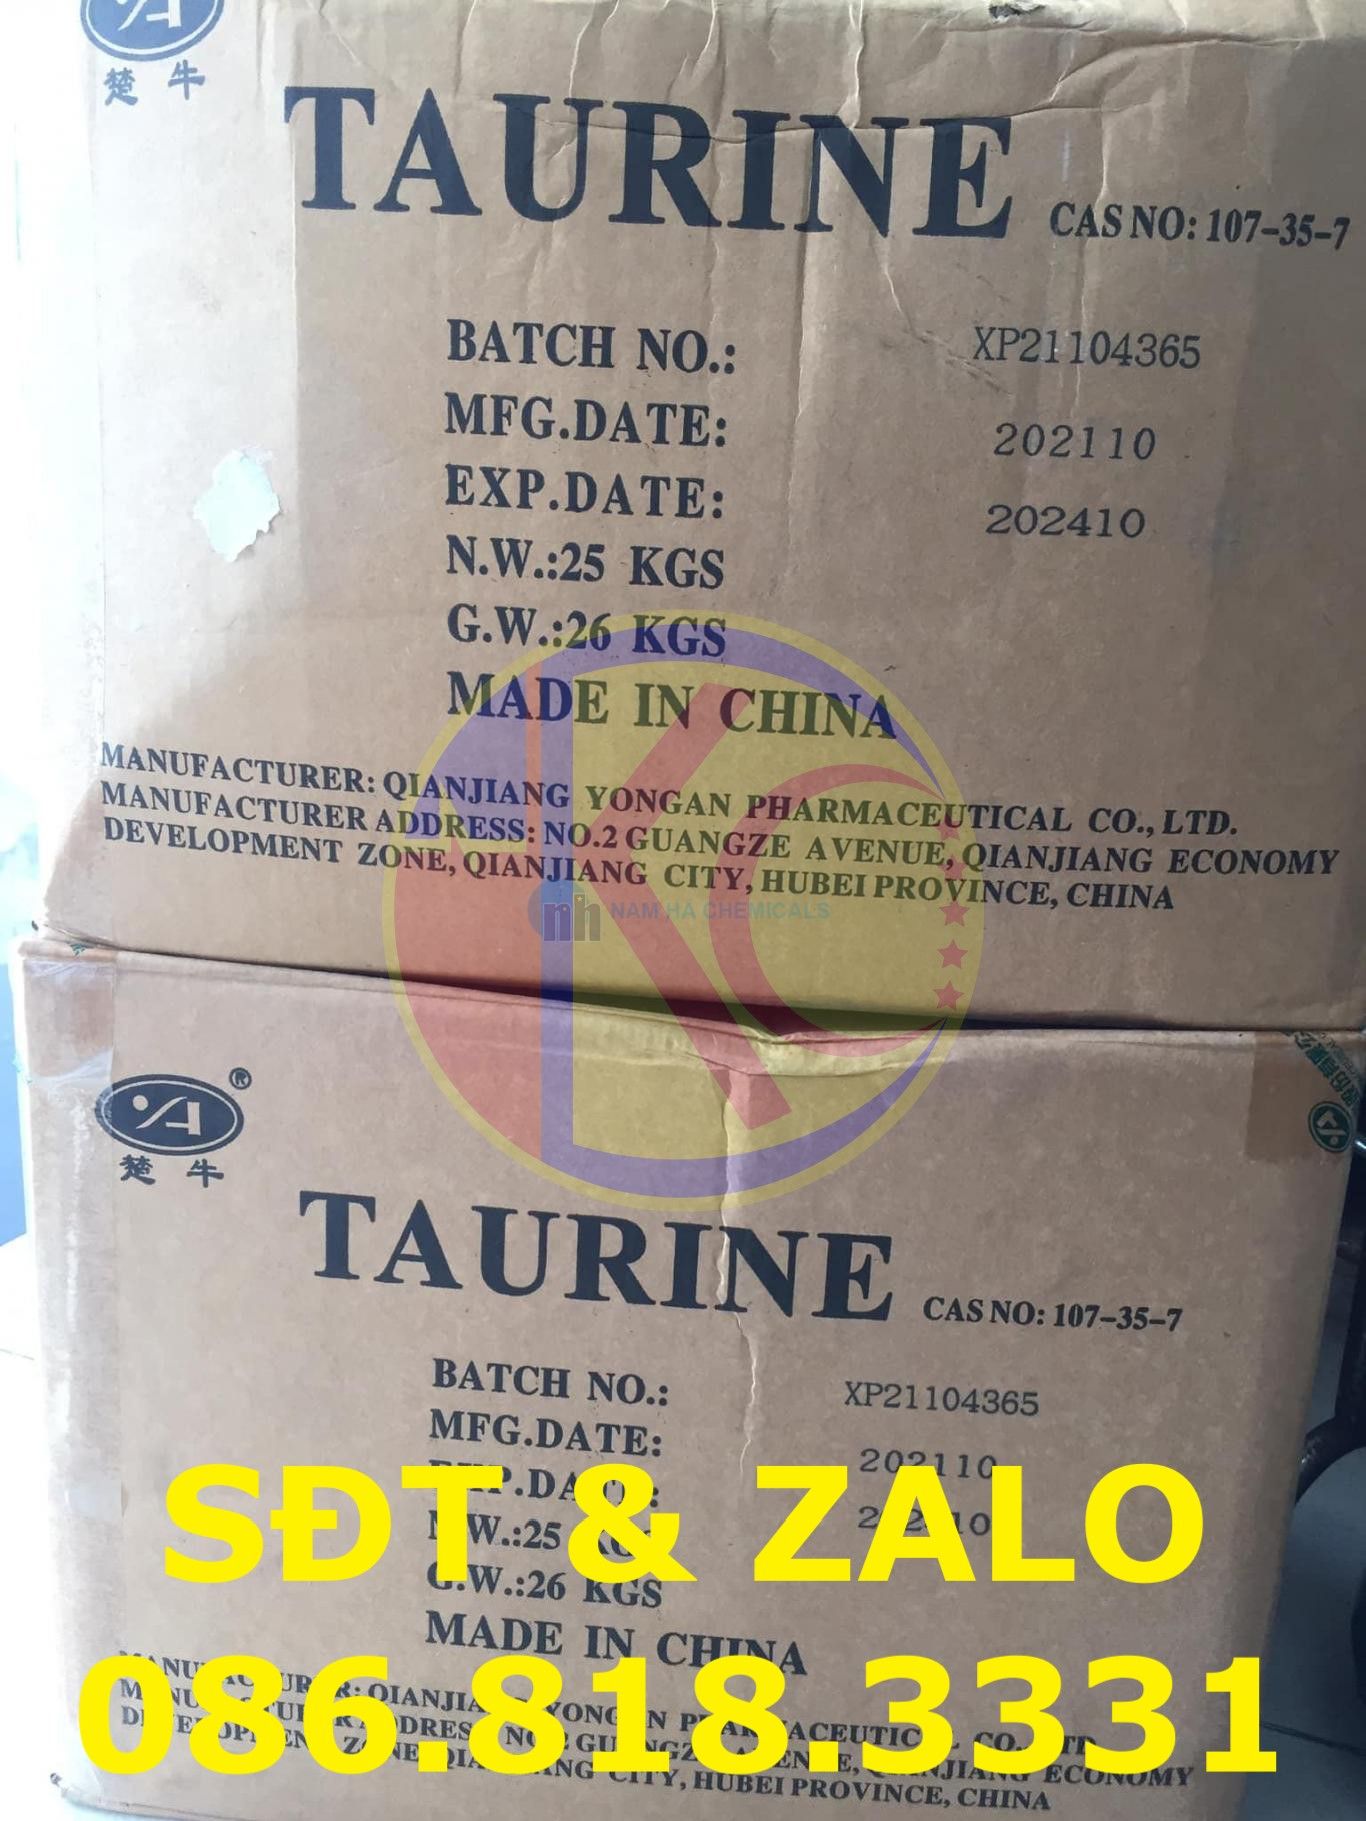 楚牛
TAURINE CAS NO: 107-35-7
BATCH NO.: XP21104365
MFG.DATE: 202110
EXP.DATE: 202410
N.W.:25 KGS
G.W.:26 KGS
MADE IN CHINA
MANUFACTURER: QIANJIANG YONGAN PHARMACEUTICAL CO., LTD.
MANUFACTURER ADDRESS: NO.2 GUANGZE AVENUE, QIANJIANG ECONOMY
DEVELOPMENT ZONE, QIANJIANG CITY, HUBEI PROVINCE, CHINA
KC
nh NAM HA CHEMICALS
YA ®
楚牛
TAURINE CAS NO: 107-35-7
BATCH NO.: XP21104365
MFG.DATE: 202110
SĐT & ZALO
G.W.:26 KGS
MADE IN CHINA
086.818.3331
CITY, HUBEI PROVINCE, CHINA